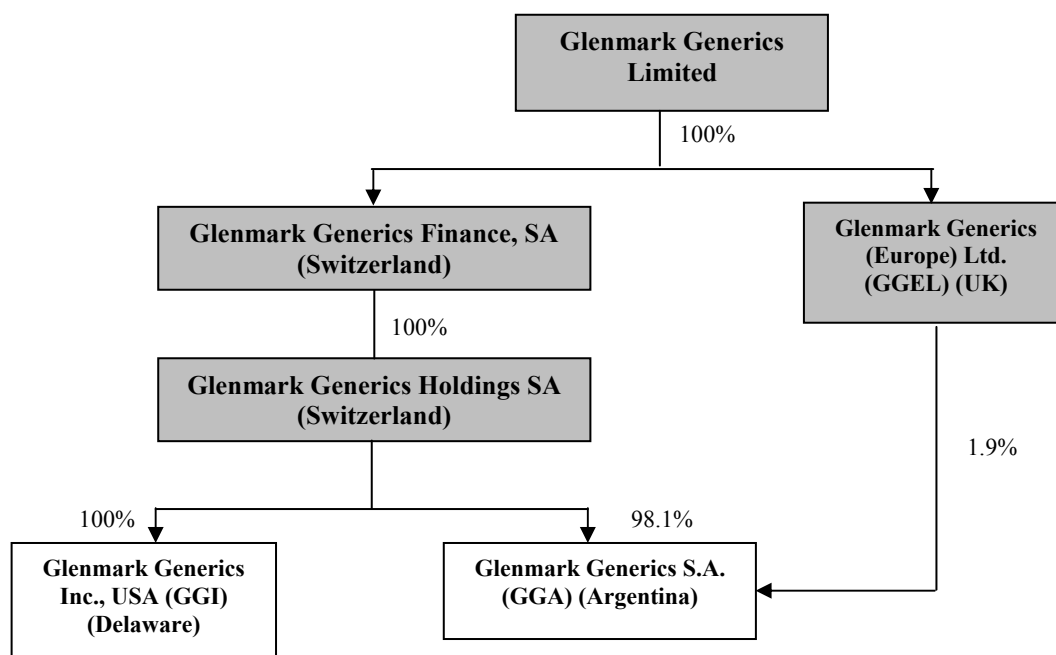 Glenmark Generics
Limited
100%
Glenmark Generics Finance, SA
(Switzerland)
Glenmark Generics
(Europe) Ltd.
(GGEL) (UK)
100%
Glenmark Generics Holdings SA
(Switzerland)
1.9%
100%
98.1%
Glenmark Generics
Inc., USA (GGI)
(Delaware)
Glenmark Generics S.A.
(GGA) (Argentina)